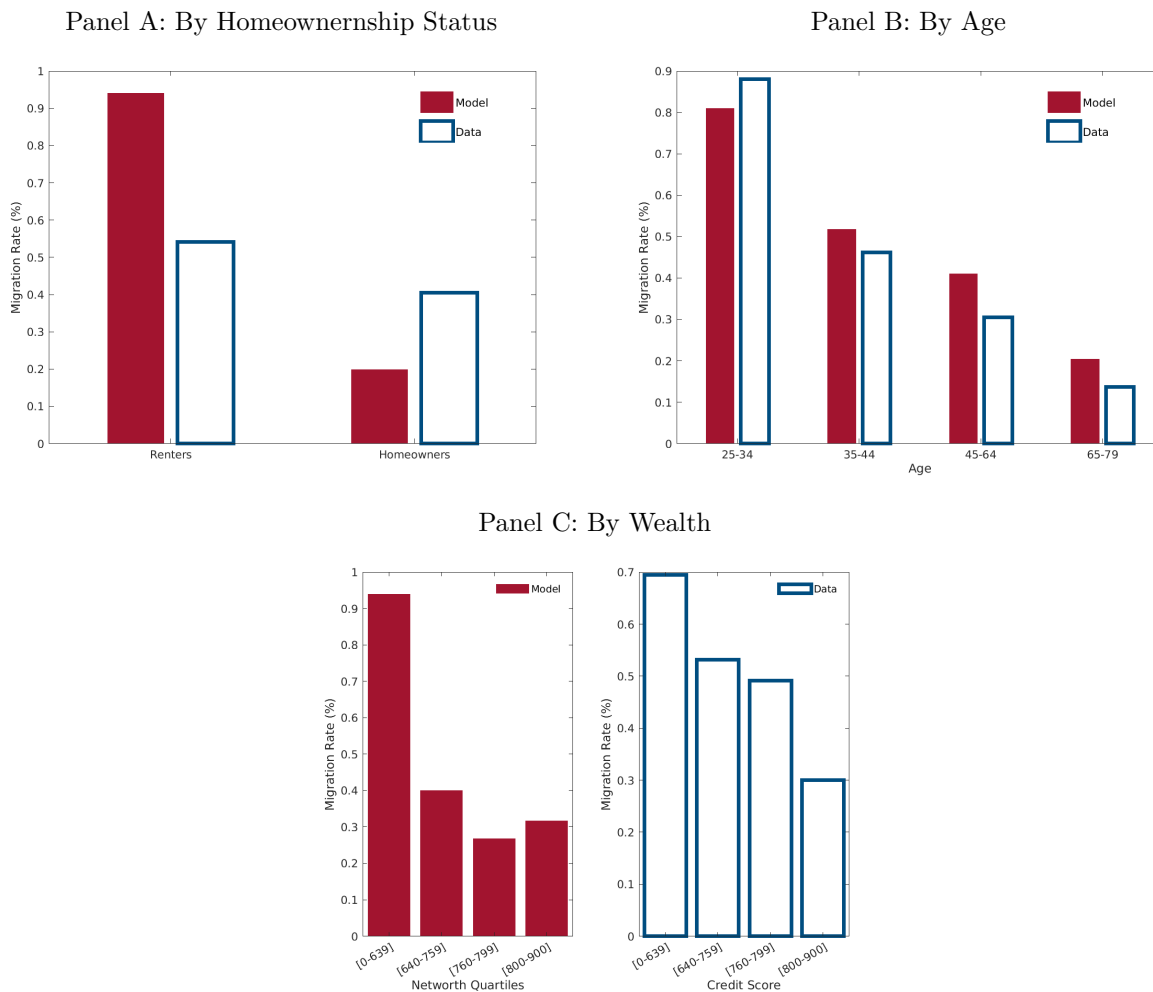 Panel A: By Homeownernship Status
1
0.9
0.8
0.7
0.6
0.5
0.4
0.3
0.2
0.1
0
Migration Rate (%)
Model
Data
Renters
Homeowners
Panel B: By Age
0.9
0.8
0.7
0.6
0.5
0.4
0.3
0.2
0.1
0
Migration Rate (%)
Model
Data
25-34
35-44
45-64
65-79
Age
Panel C: By Wealth
1
0.9
0.8
0.7
0.6
0.5
0.4
0.3
0.2
0.1
0
Migration Rate (%)
Model
[0-639]
[640-759]
[760-799]
[800-900]
Networth Quartiles
0.7
0.6
0.5
0.4
0.3
0.2
0.1
0
Migration Rate (%)
Data
[0-639]
[640-759]
[760-799]
[800-900]
Credit Score